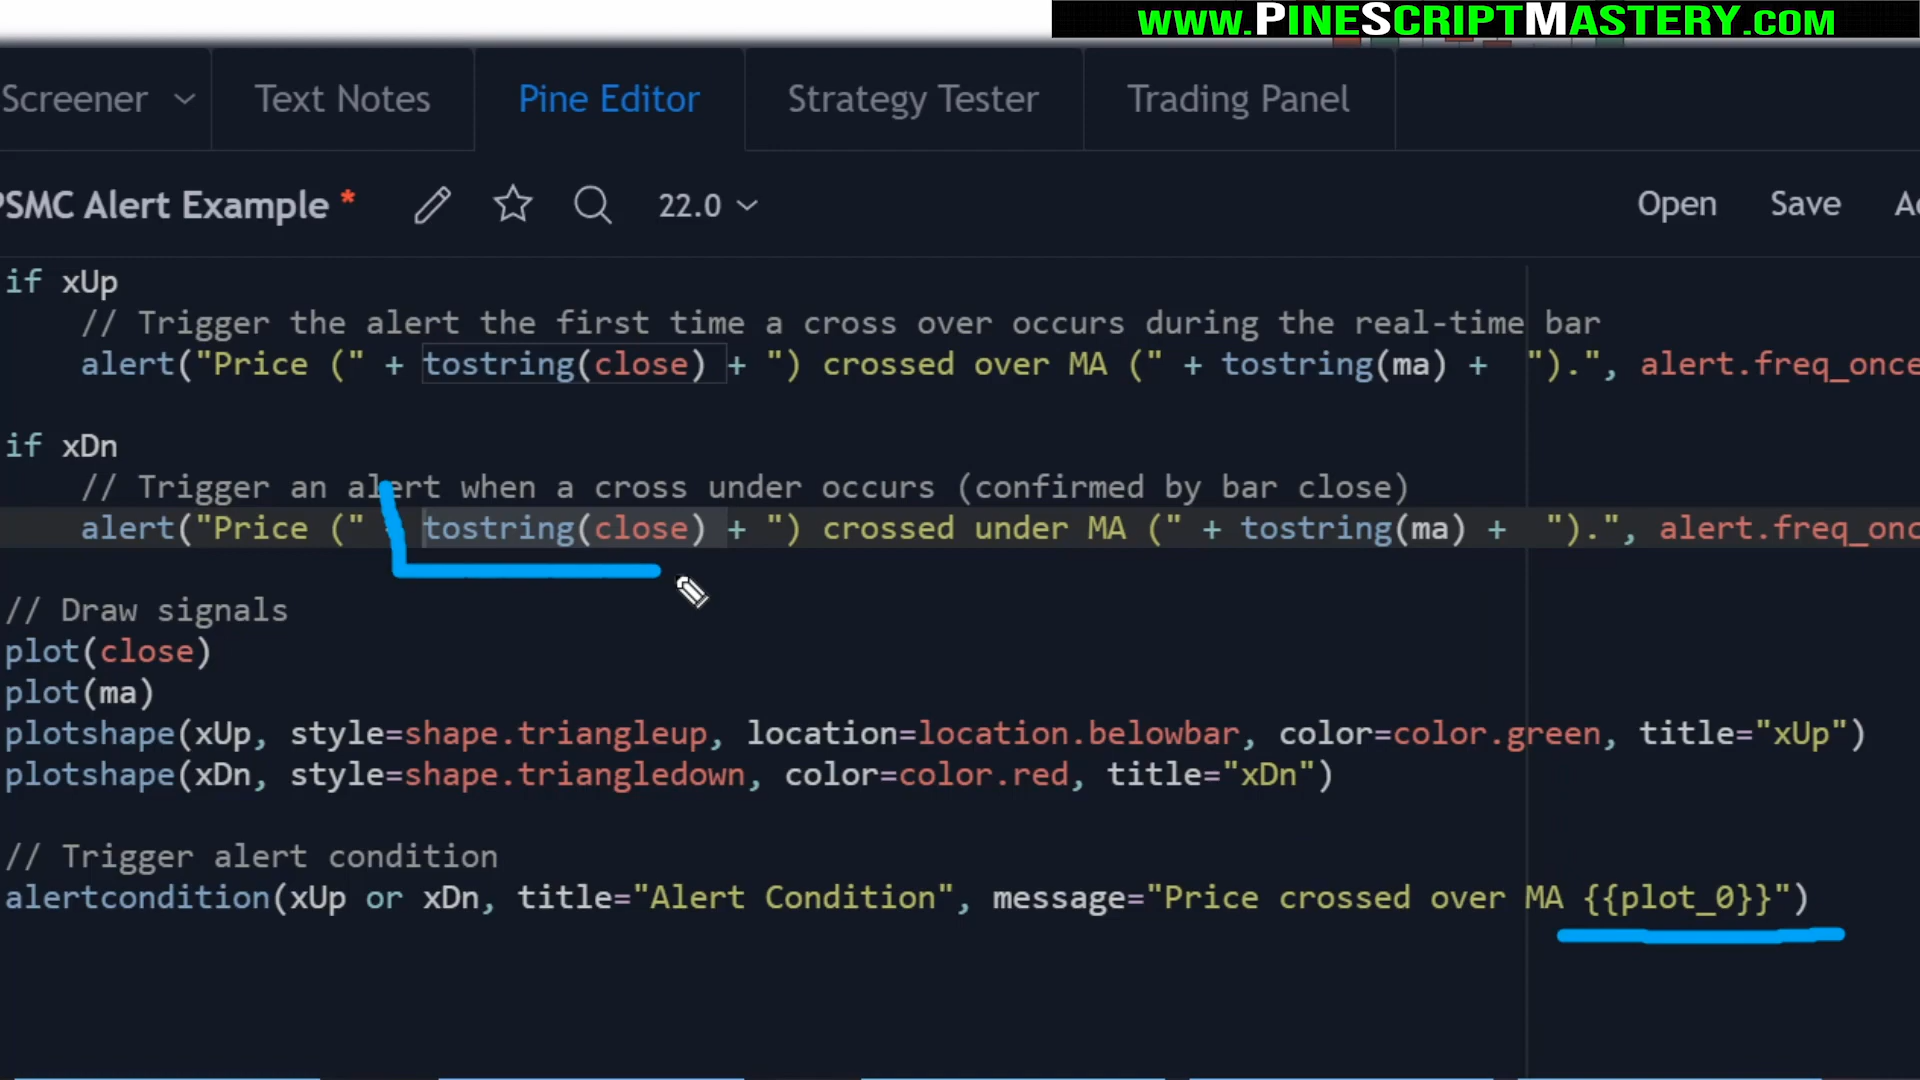 www.PineScriptMastery.com
Screener Text Notes Pine Editor Strategy Tester Trading Panel
PSMC Alert Example * 22.0 Open Save
if xUp
// Trigger the alert the first time a cross over occurs during the real-time bar
alert("Price (" + tostring(close) + ") crossed over MA (" + tostring(ma) + ").", alert.freq_once
if xDn
// Trigger an alert when a cross under occurs (confirmed by bar close)
alert("Price (" tostring(close) + ") crossed under MA (" + tostring(ma) + ").", alert.freq_onc
// Draw signals
plot(close)
plot(ma)
plotshape(xUp, style=shape.triangleup, location=location.belowbar, color=color.green, title="xUp")
plotshape(xDn, style=shape.triangledown, color=color.red, title="xDn")
// Trigger alert condition
alertcondition(xUp or xDn, title="Alert Condition", message="Price crossed over MA {{plot_0}}")